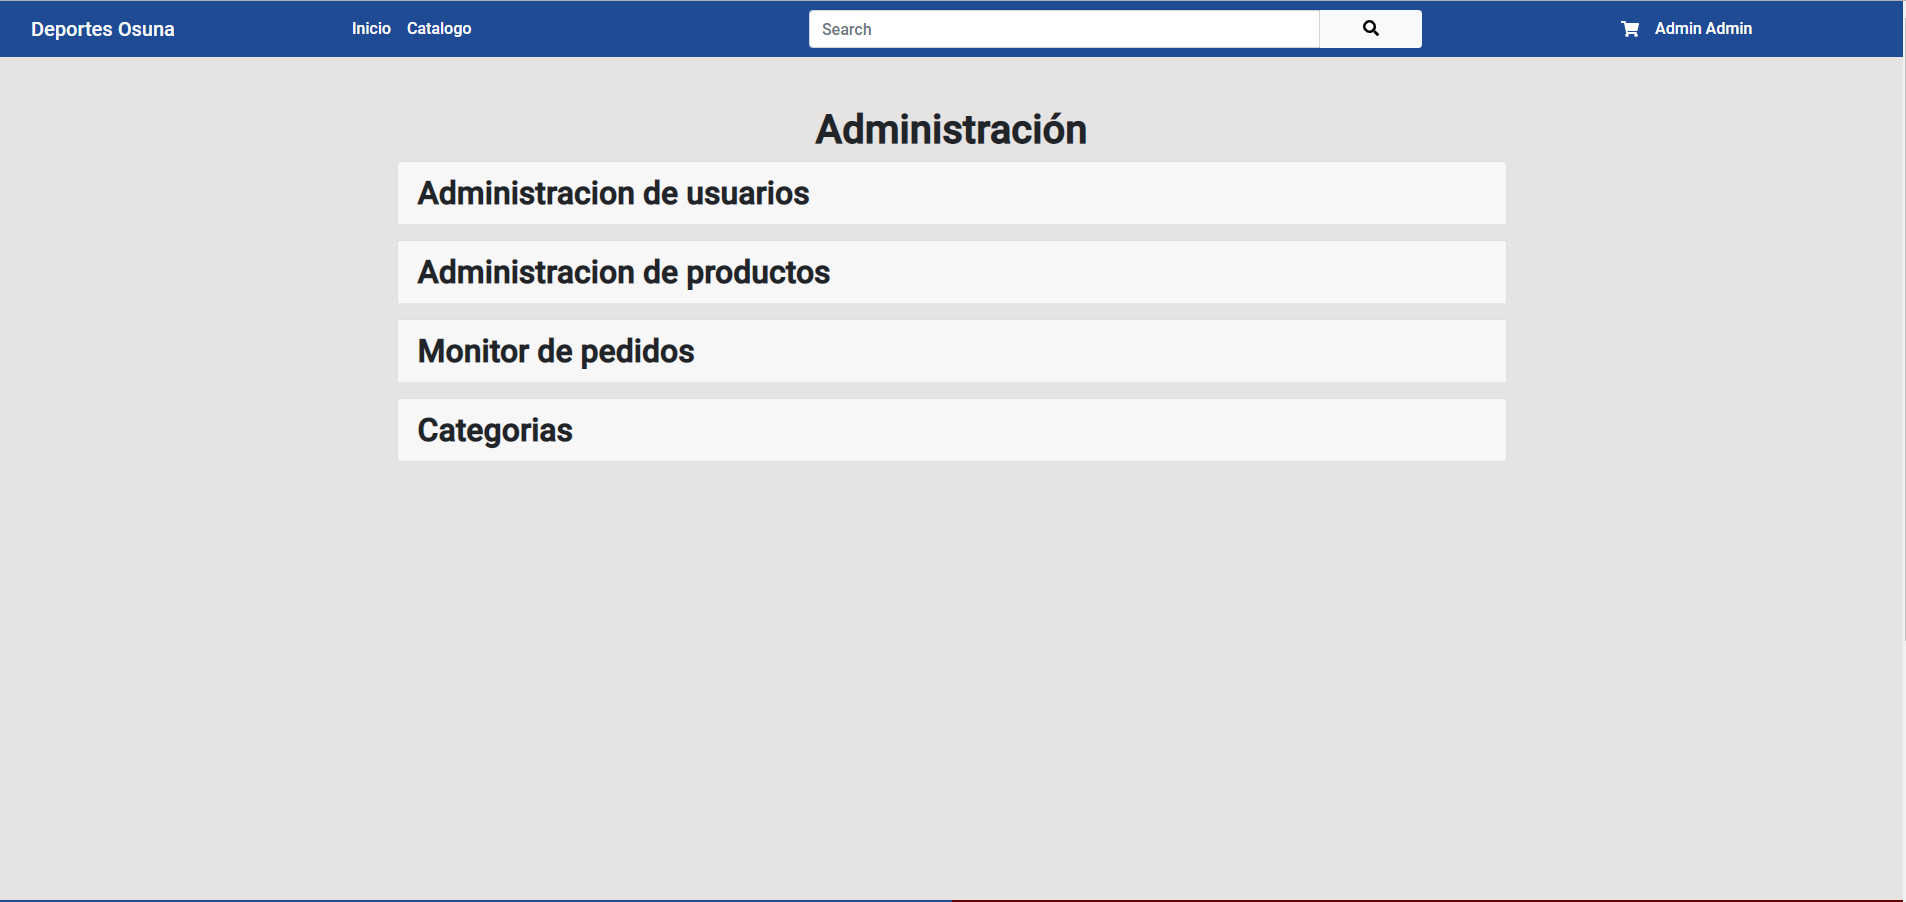 Deportes Osuna Inicio Catalogo Search Admin Admin
Administración
Administracion de usuarios
Administracion de productos
Monitor de pedidos
Categorias